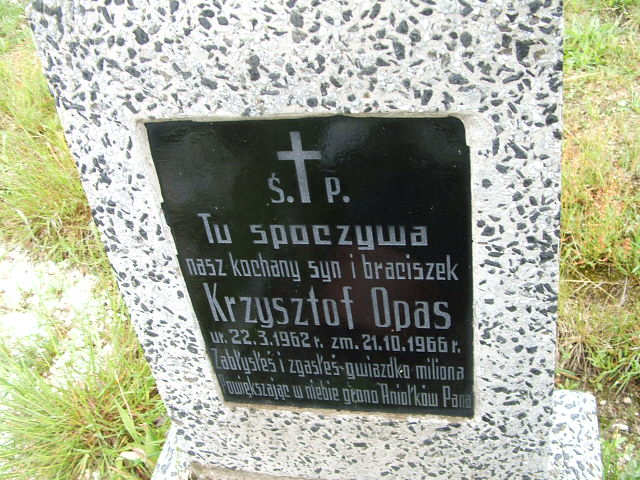 Ś. P.
Tu spoczywa
nasz kochany syn i braciszek
Krzysztof Opas
ur. 22.3.1962 r. zm. 21.10.1966 r.
Zabłysłeś i zgasłeś gwiazdko miliona
Powiększając w niebie grono Aniołków Pana